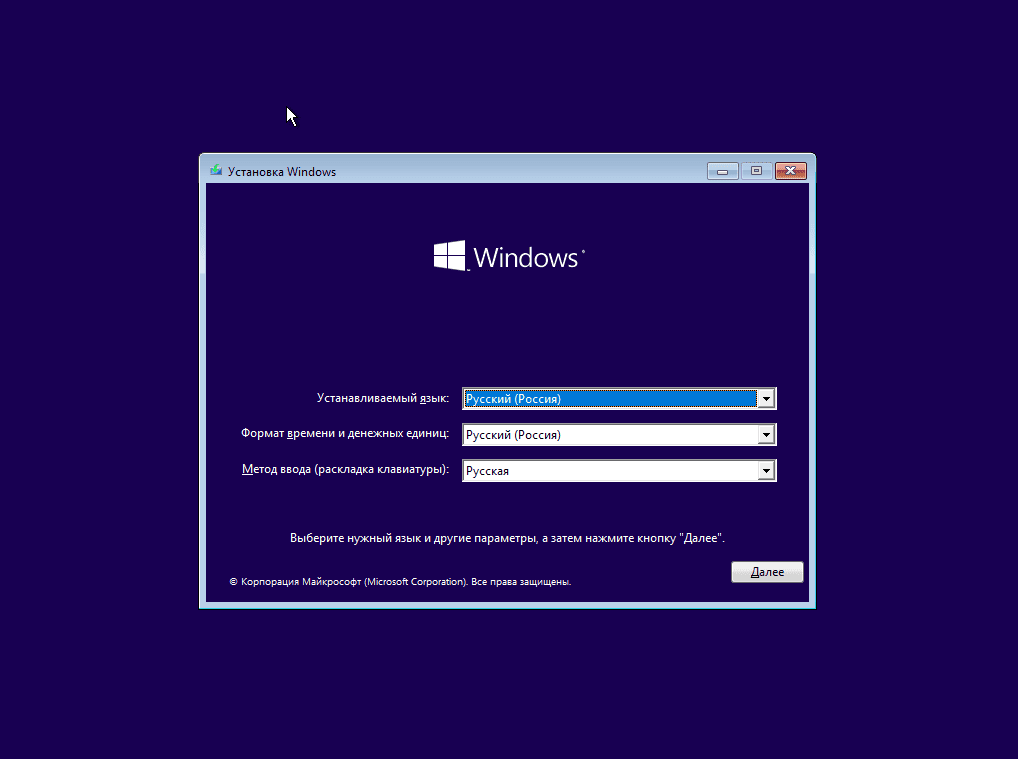 Установка Windows
Windows
Устанавливаемый язык: Русский (Россия)
Формат времени и денежных единиц: Русский (Россия)
Метод ввода (раскладка клавиатуры): Русская
Выберите нужный язык и другие параметры, а затем нажмите кнопку "Далее".
Далее
© Корпорация Майкрософт (Microsoft Corporation). Все права защищены.